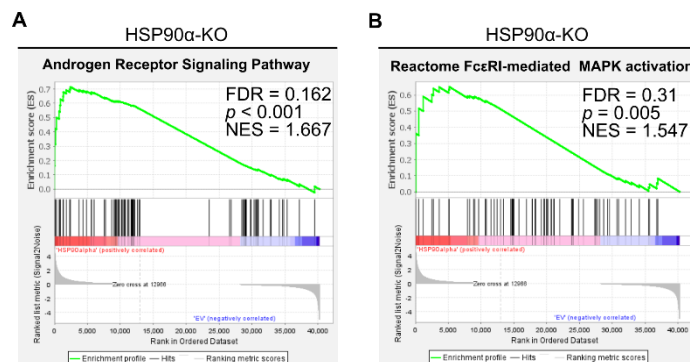 A
HSP90α-KO
Androgen Receptor Signaling Pathway
FDR = 0.162
p < 0.001
NES = 1.667
Enrichment score (ES)
0.7
0.6
0.5
0.4
0.3
0.2
0.1
0.0
'HSP90alpha' (positively correlated)
Ranked list metric (Signal2Noise)
4
2
0
-2
-4
Zero cross at 12986
'EV' (negatively correlated)
0 5,000 10,000 15,000 20,000 25,000 30,000 35,000 40,000
Rank in Ordered Dataset
Enrichment profile Hits Ranking metric scores
B
HSP90α-KO
Reactome FcεRI-mediated MAPK activation
FDR = 0.31
p = 0.005
NES = 1.547
Enrichment score (ES)
0.6
0.5
0.4
0.3
0.2
0.1
0.0
'HSP90alpha' (positively correlated)
Ranked list metric (Signal2Noise)
4
2
0
-2
-4
Zero cross at 12986
'EV' (negatively correlated)
0 5,000 10,000 15,000 20,000 25,000 30,000 35,000 40,000
Rank in Ordered Dataset
Enrichment profile Hits Ranking metric scores